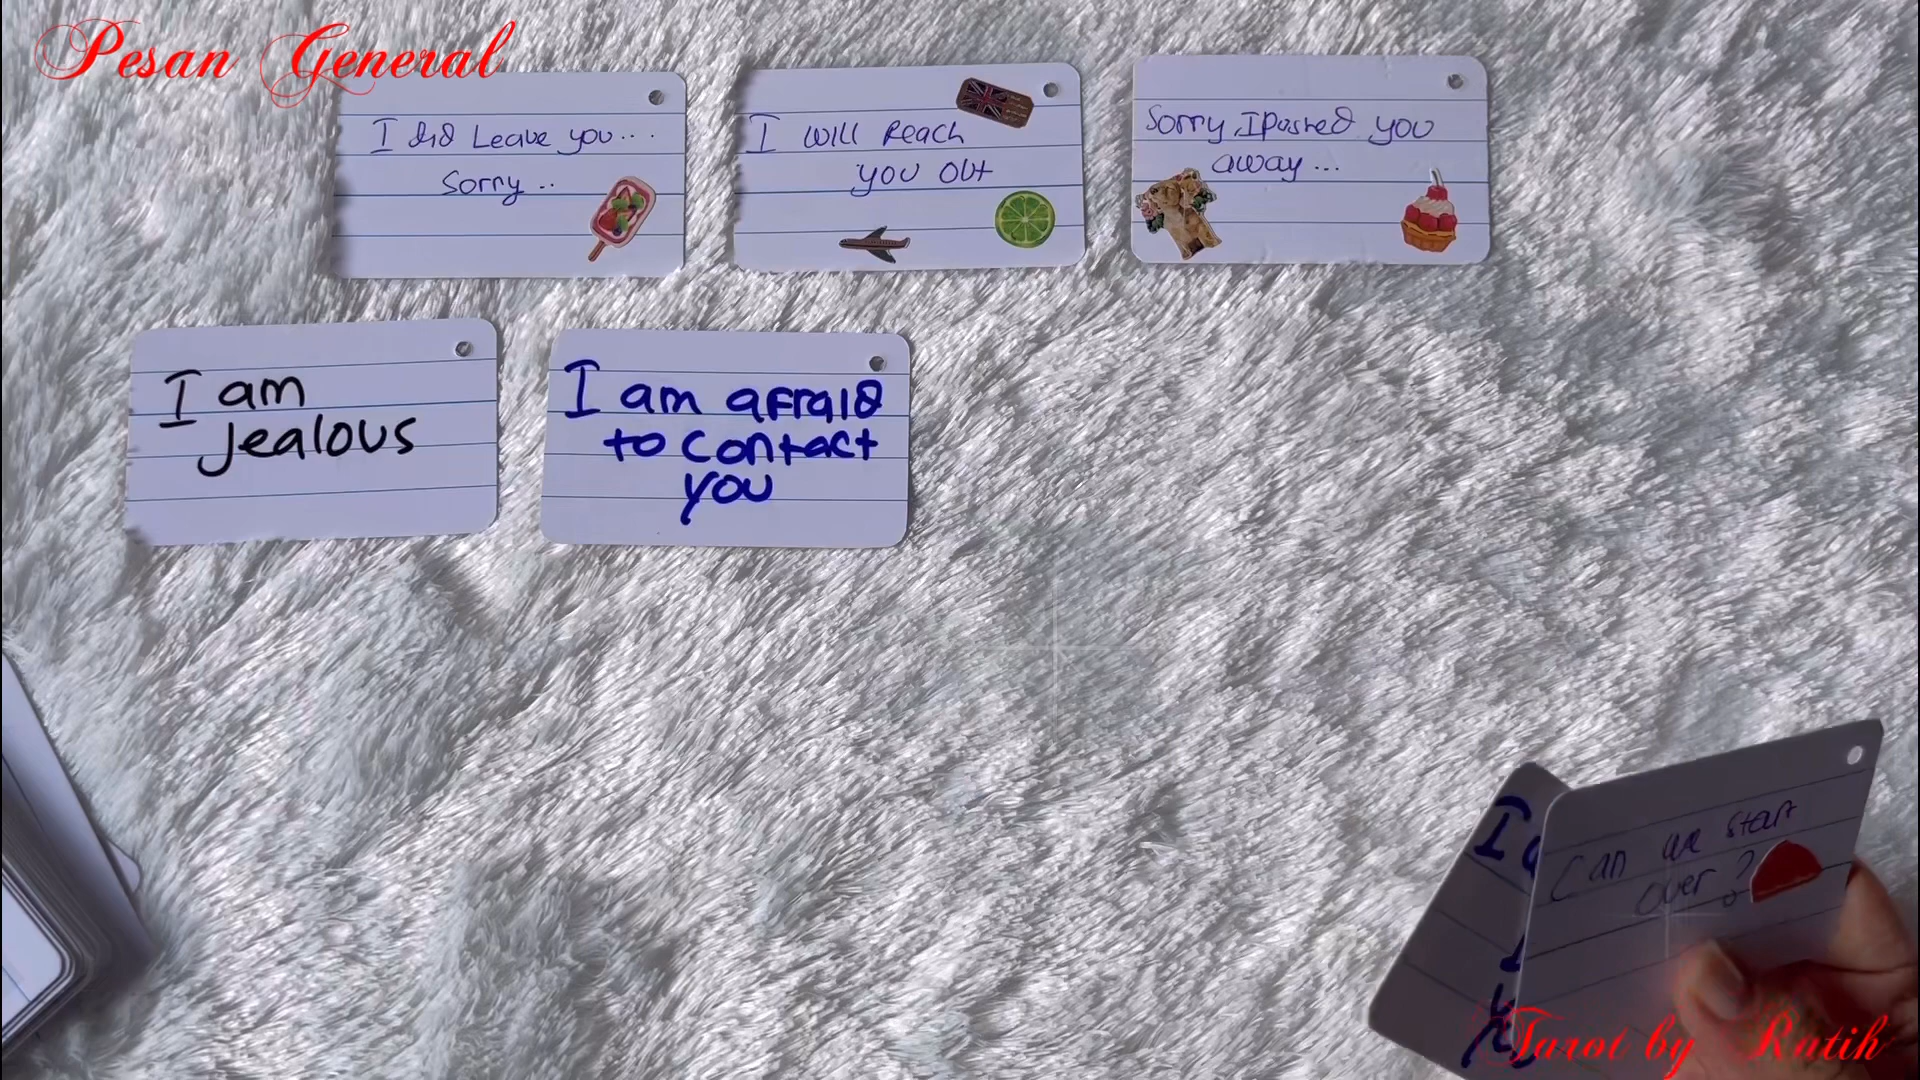 Pesan General
I did Leave you...
Sorry..
I will Reach
you out
Sorry, I pushed you
away...
I am
jealous
I am afraid
to contact
you
I
Can we start
over?
Tarot by Ratih